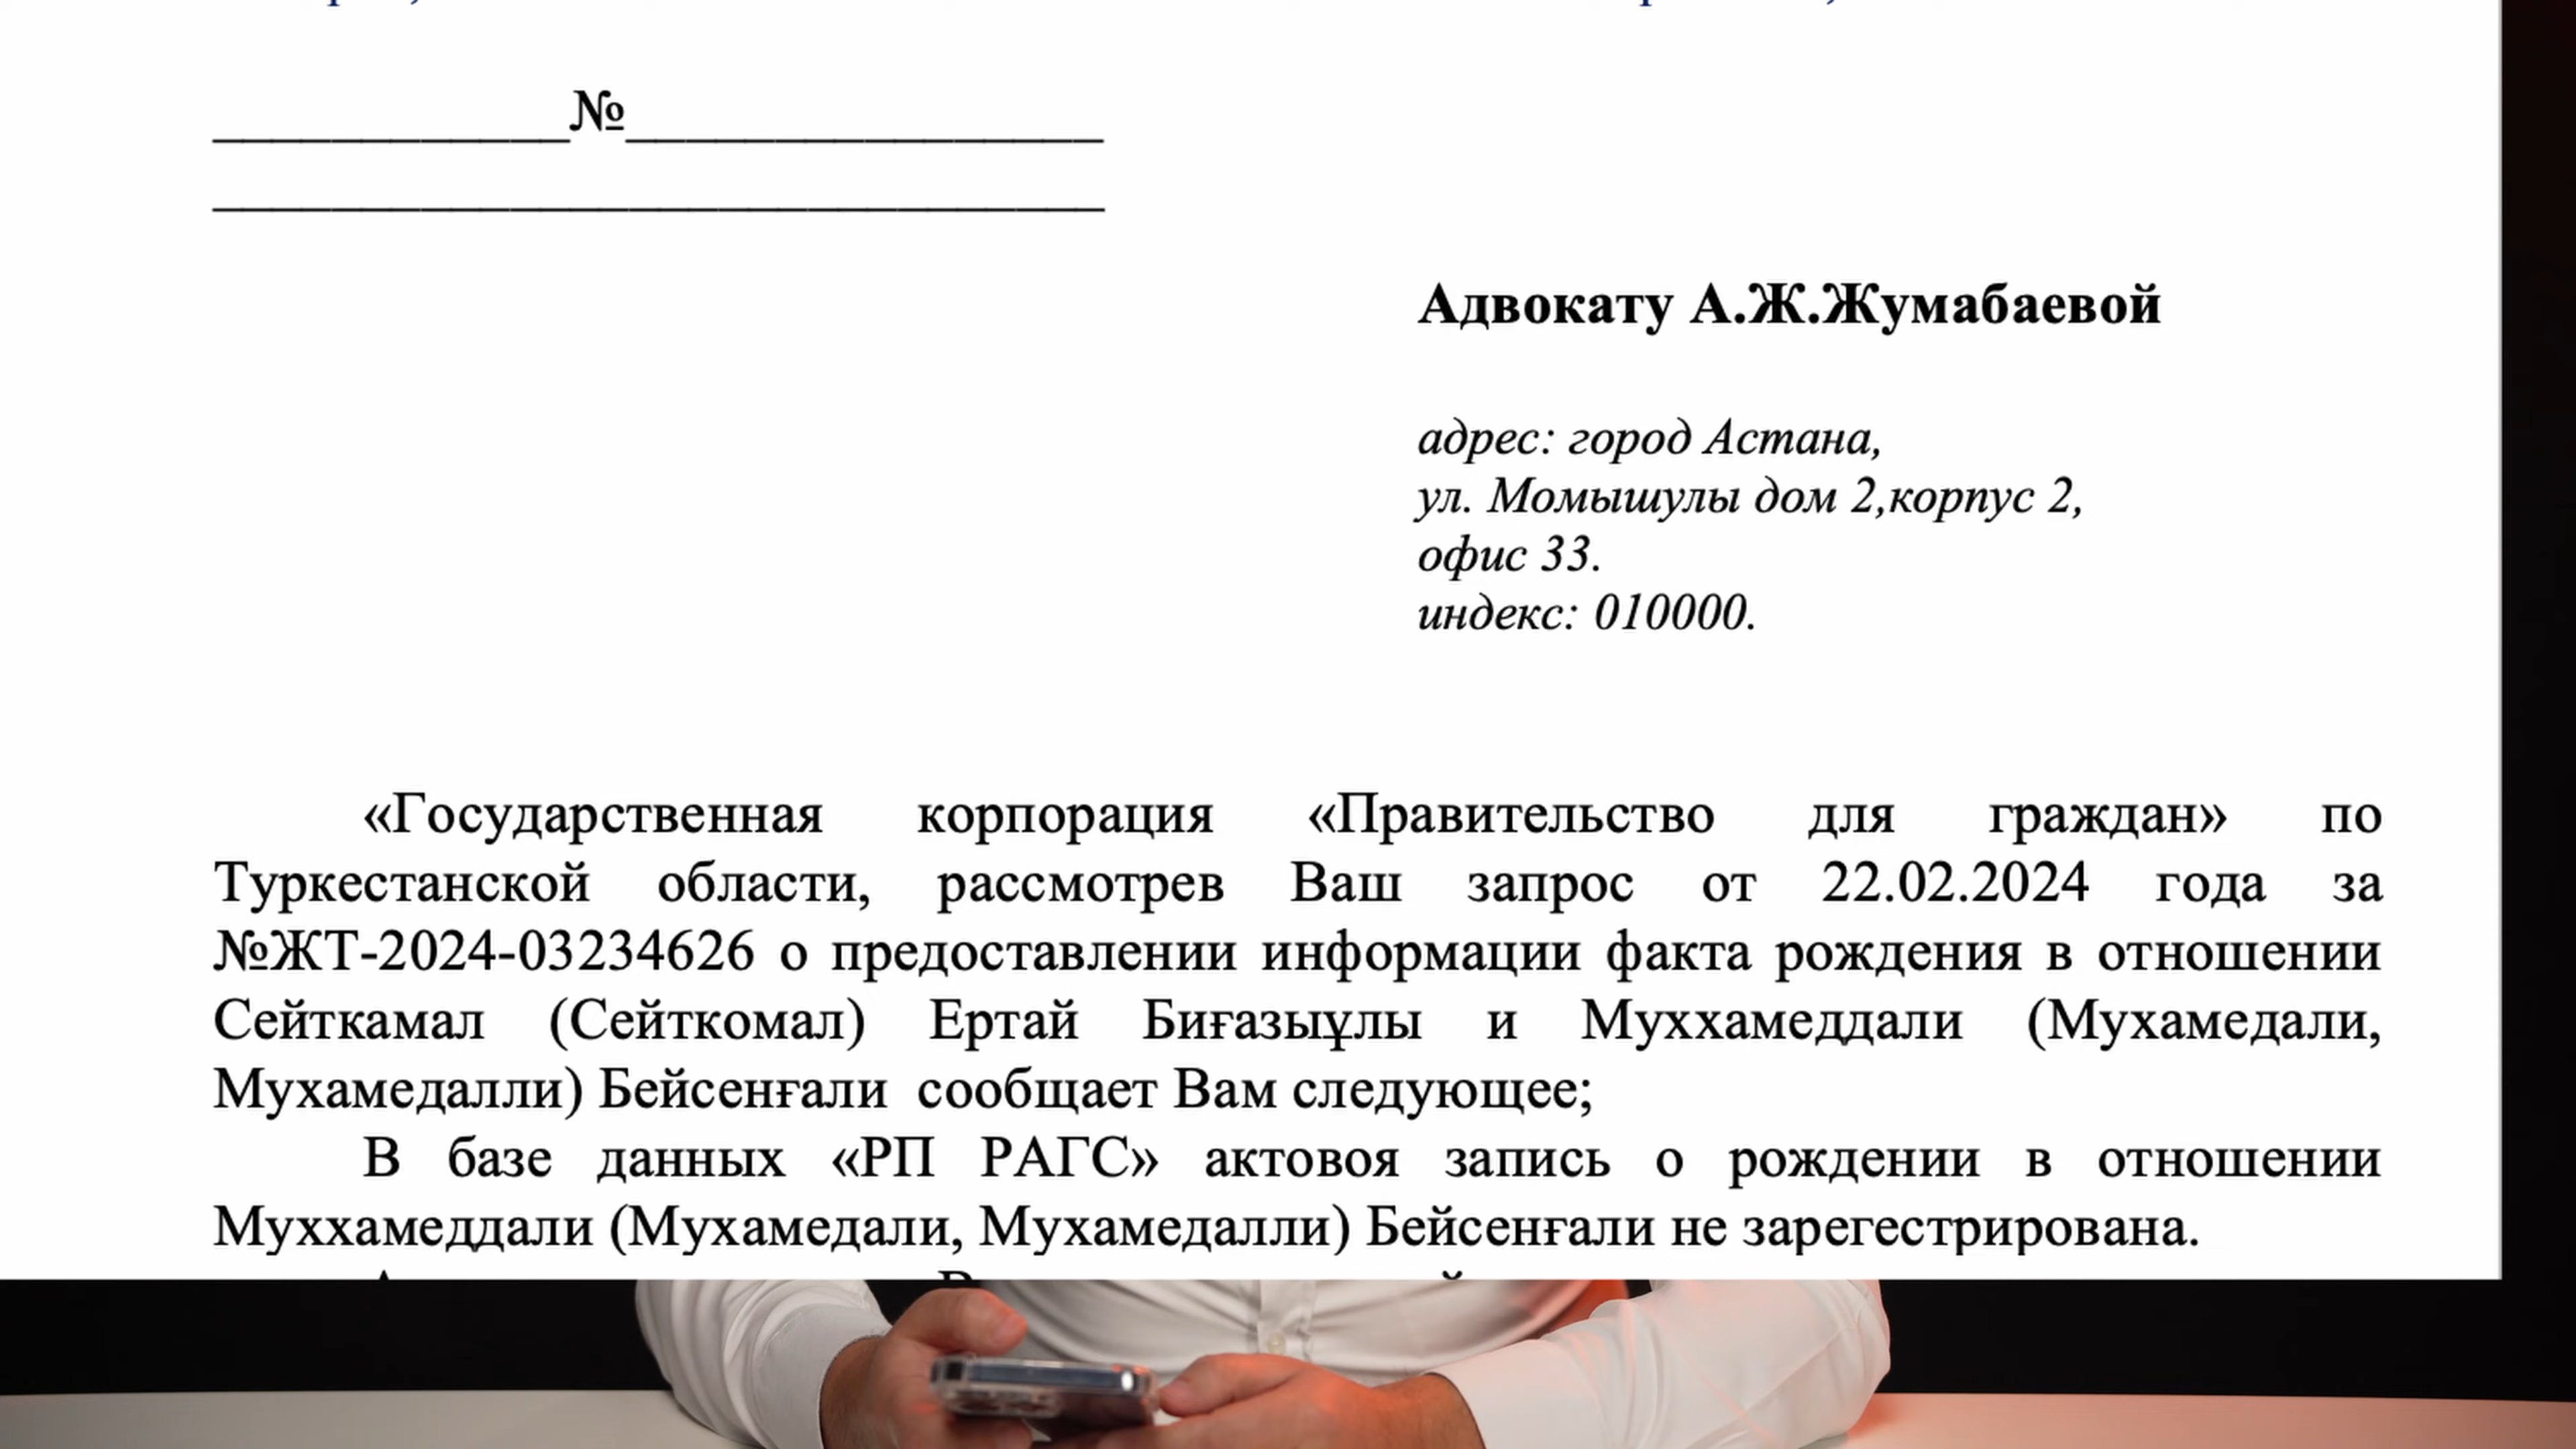 _____________№________________
______________________________
Адвокату А.Ж.Жумабаевой
адрес: город Астана,
ул. Момышулы дом 2,корпус 2,
офис 33.
индекс: 010000.
«Государственная корпорация «Правительство для граждан» по
Туркестанской области, рассмотрев Ваш запрос от 22.02.2024 года за
№ЖТ-2024-03234626 о предоставлении информации факта рождения в отношении
Сейткамал (Сейткомал) Ертай Биғазыұлы и Муххамеддали (Мухамедали,
Мухамедалли) Бейсенғали сообщает Вам следующее;
В базе данных «РП РАГС» актовоя запись о рождении в отношении
Муххамеддали (Мухамедали, Мухамедалли) Бейсенғали не зарегестрирована.